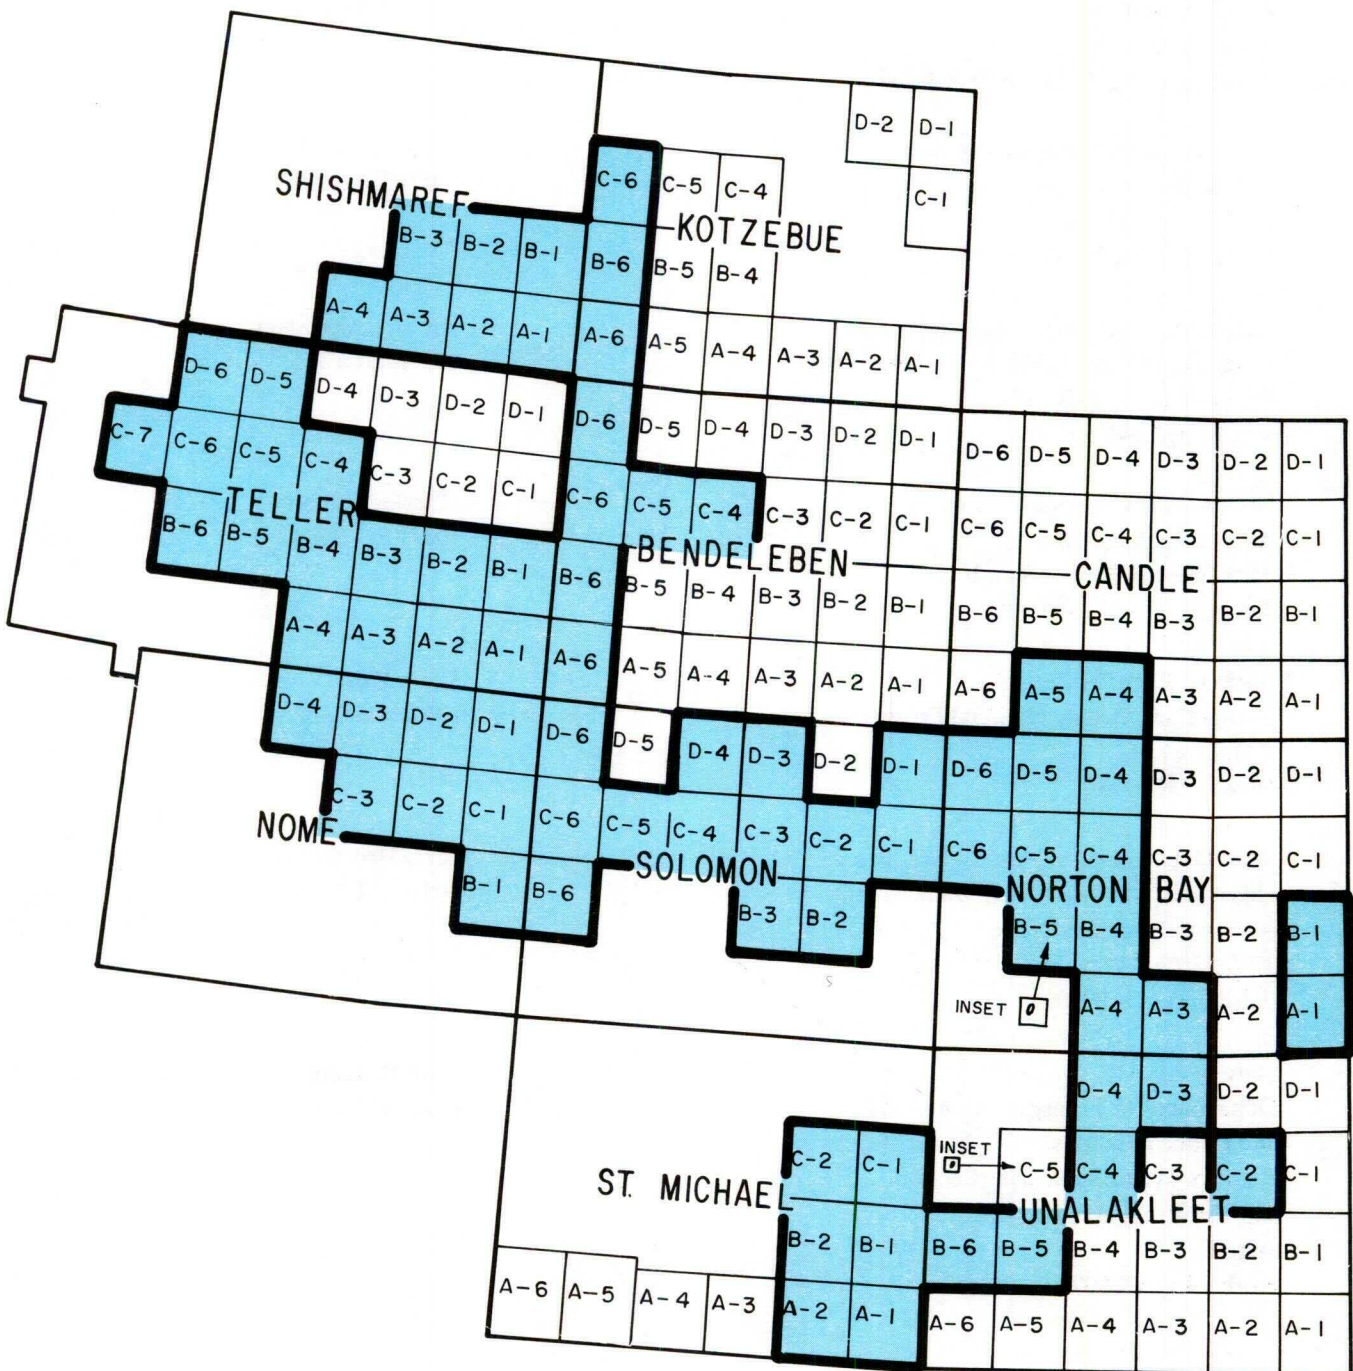 D-2 D-1
C-6 C-5 C-4 C-1
SHISHMAREF
KOTZEBUE
B-3 B-2 B-1 B-6 B-5 B-4
A-4 A-3 A-2 A-1 A-6 A-5 A-4 A-3 A-2 A-1
D-6 D-5 D-4 D-3 D-2 D-1 D-6 D-5 D-4 D-3 D-2 D-1 D-6 D-5 D-4 D-3 D-2 D-1
C-7 C-6 C-5 C-4 C-3 C-2 C-1 C-6 C-5 C-4 C-3 C-2 C-1 C-6 C-5 C-4 C-3 C-2 C-1
TELLER
BENDELEBEN
CANDLE
B-6 B-5 B-4 B-3 B-2 B-1 B-6 B-5 B-4 B-3 B-2 B-1 B-6 B-5 B-4 B-3 B-2 B-1
A-4 A-3 A-2 A-1 A-6 A-5 A-4 A-3 A-2 A-1 A-6 A-5 A-4 A-3 A-2 A-1
D-4 D-3 D-2 D-1 D-6 D-5 D-4 D-3 D-2 D-1 D-6 D-5 D-4 D-3 D-2 D-1
C-3 C-2 C-1 C-6 C-5 C-4 C-3 C-2 C-1 C-6 C-5 C-4 C-3 C-2 C-1
NOME
SOLOMON
NORTON BAY
B-1 B-6 B-3 B-2 B-5 B-4 B-3 B-2 B-1
INSET
A-4 A-3 A-2 A-1
D-4 D-3 D-2 D-1
INSET
C-2 C-1 C-5 C-4 C-3 C-2 C-1
ST. MICHAEL
UNALAKLEET
B-2 B-1 B-6 B-5 B-4 B-3 B-2 B-1
A-6 A-5 A-4 A-3 A-2 A-1 A-6 A-5 A-4 A-3 A-2 A-1